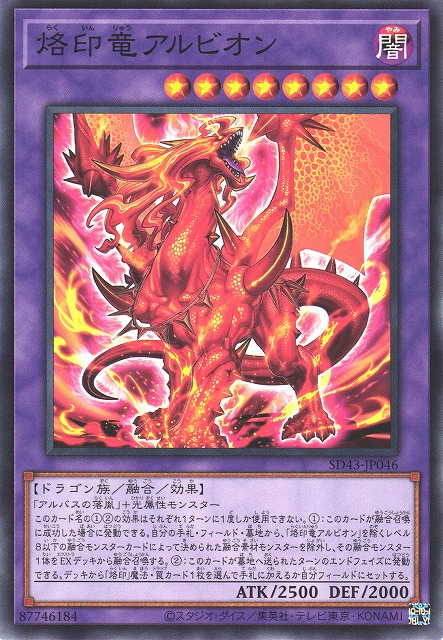 烙印竜アルビオン
闇
SD43-JP046
【ドラゴン族/融合/効果】
「アルバスの落胤」+光属性モンスター
このカード名の①②の効果はそれぞれ1ターンに1度しか使用できない。①:このカードが融合召喚
に成功した場合に発動できる。自分の手札・フィールド・墓地から、「烙印竜アルビオン」を除くレベル
8以下の融合モンスターカードによって決められた融合素材モンスターを除外し、その融合モンスター
1体をEXデッキから融合召喚する。②:このカードが墓地へ送られたターンのエンドフェイズに発動
できる。デッキから「烙印」魔法・罠カード1枚を選んで手札に加えるか自分フィールドにセットする。
ATK/2500 DEF/2000
87746184 ©スタジオ・ダイス/集英社・テレビ東京・KONAMI